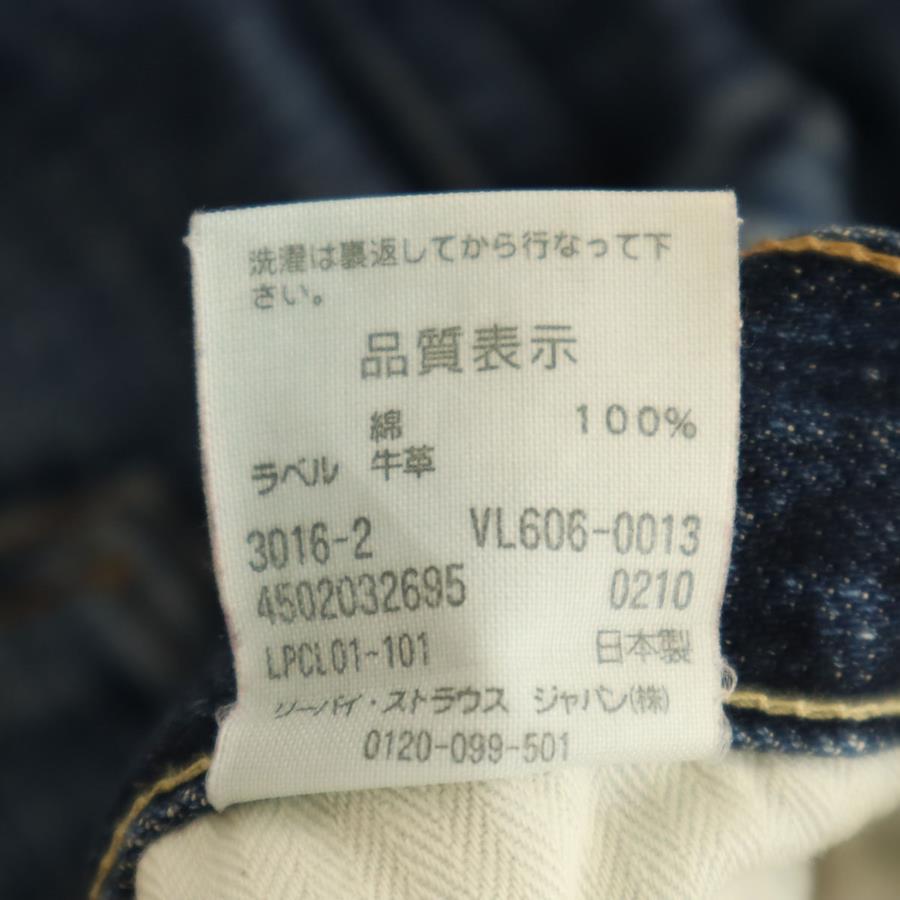 洗濯は裏返してから行なって下
さい。
品質表示
綿 100%
ラベル 牛革
3016-2 VL606-0013
4502032695 0210
LPCL01-101 日本製
リーバイ・ストラウス ジャパン(株)
0120-099-501